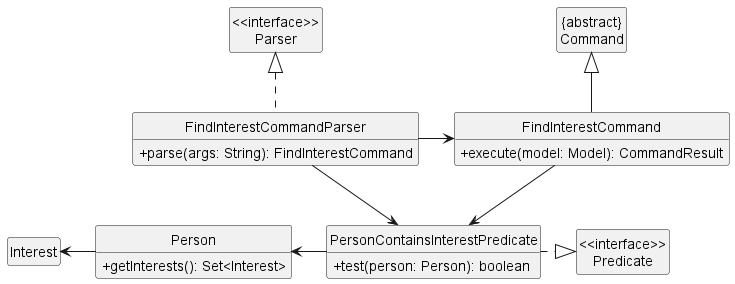 <<interface>>
Parser
{abstract}
Command
FindInterestCommandParser
+parse(args: String): FindInterestCommand
FindInterestCommand
+execute(model: Model): CommandResult
Interest
Person
+getInterests(): Set<Interest>
PersonContainsInterestPredicate
+test(person: Person): boolean
<<interface>>
Predicate